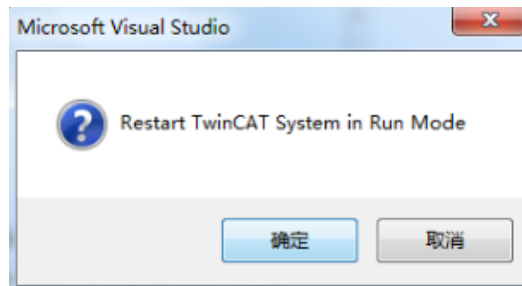 Microsoft Visual Studio
Restart TwinCAT System in Run Mode
确定
取消